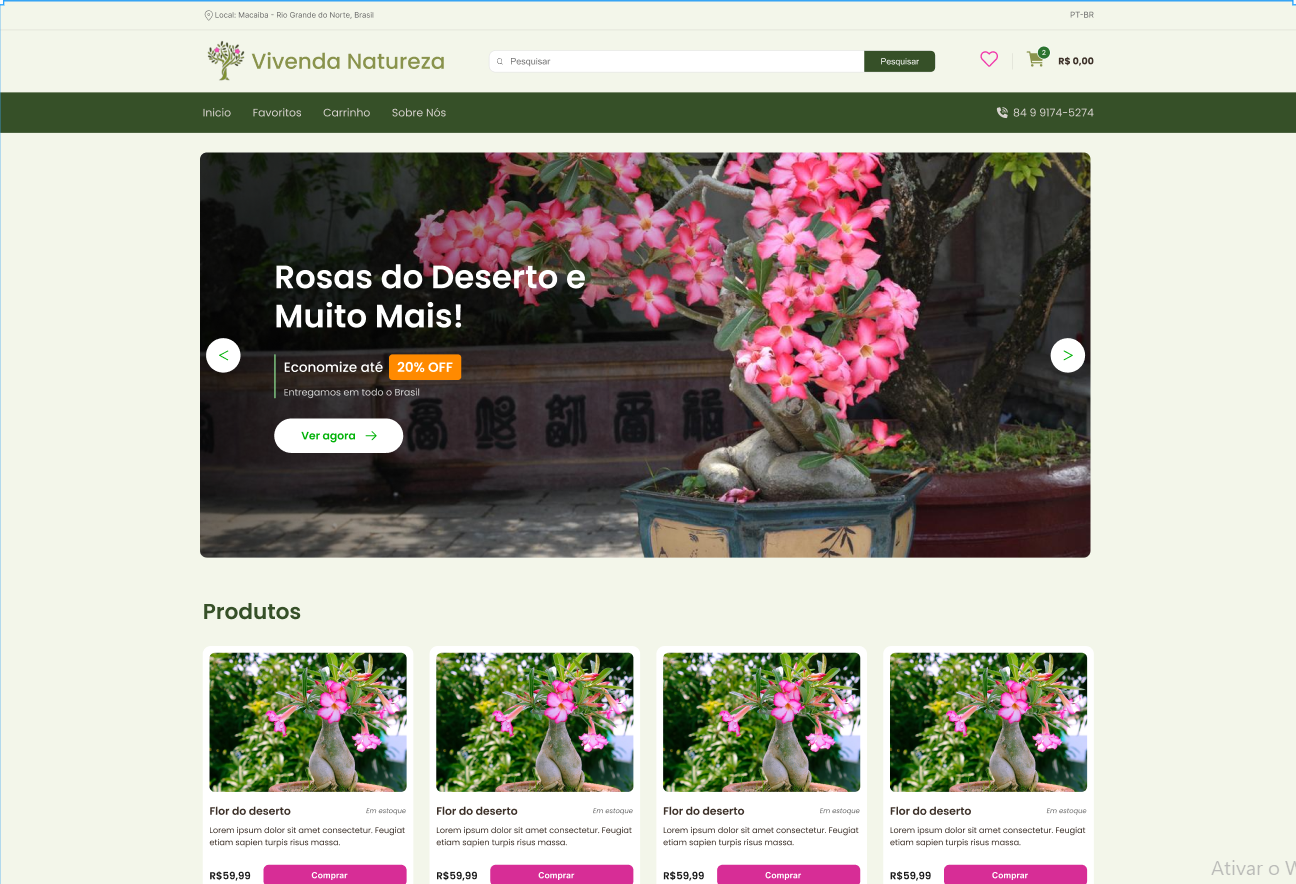 Local: Macaíba - Rio Grande do Norte, Brasil
PT-BR
Vivenda Natureza
Pesquisar
Pesquisar
2
R$ 0,00
Inicio
Favoritos
Carrinho
Sobre Nós
84 9 9174-5274
Rosas do Deserto e
Muito Mais!
<
>
Economize até 20% OFF
Entregamos em todo o Brasil
Ver agora
Produtos
Flor do deserto
Em estoque
Lorem ipsum dolor sit amet consectetur. Feugiat
etiam sapien turpis risus massa.
R$59,99
Comprar
Flor do deserto
Em estoque
Lorem ipsum dolor sit amet consectetur. Feugiat
etiam sapien turpis risus massa.
R$59,99
Comprar
Flor do deserto
Em estoque
Lorem ipsum dolor sit amet consectetur. Feugiat
etiam sapien turpis risus massa.
R$59,99
Comprar
Flor do deserto
Em estoque
Lorem ipsum dolor sit amet consectetur. Feugiat
etiam sapien turpis risus massa.
R$59,99
Comprar
Ativar o